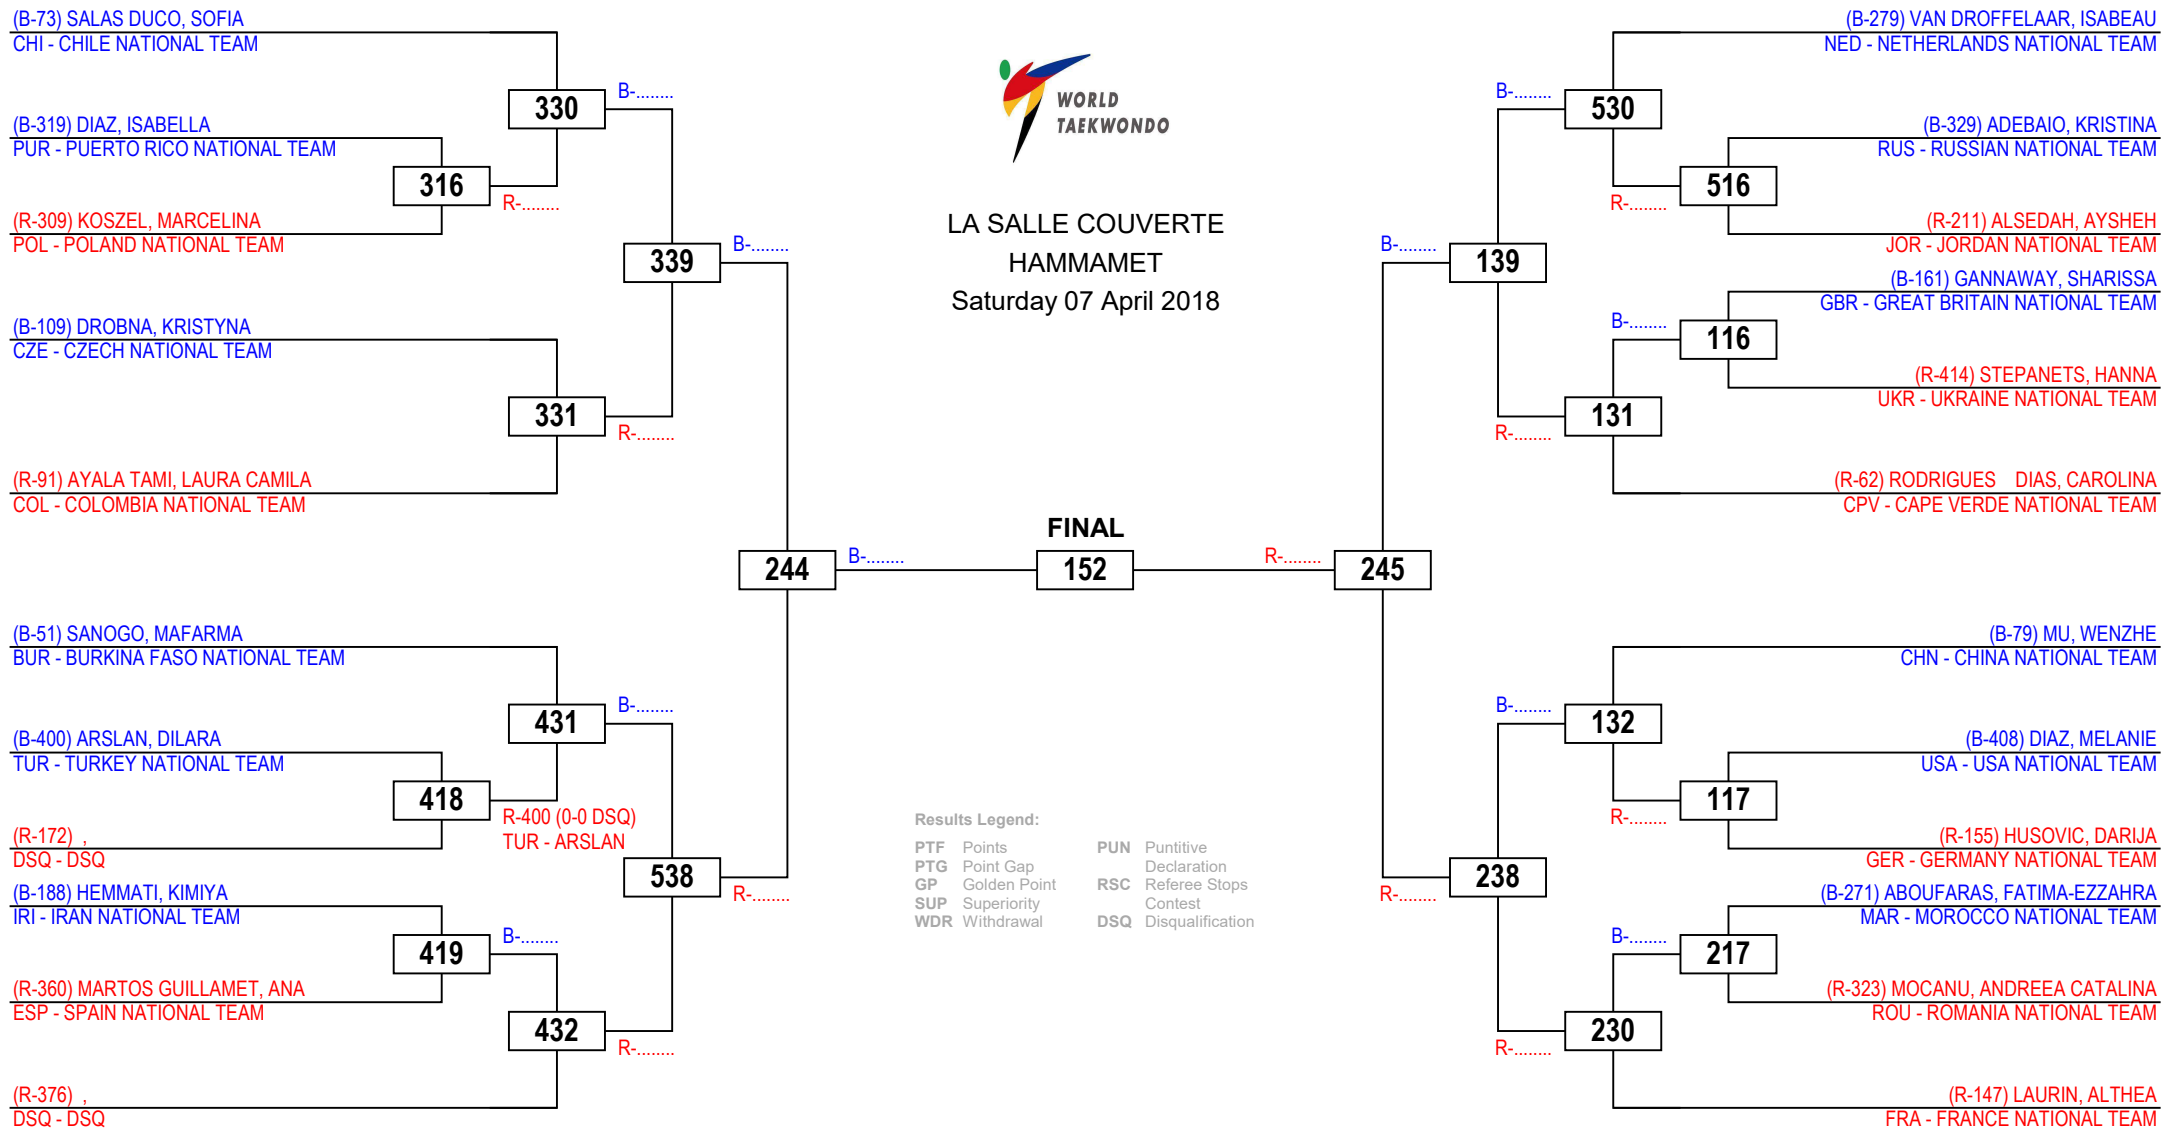 (B-73) SALAS DUCO, SOFIA
CHI - CHILE NATIONAL TEAM
330
B-........
(B-319) DIAZ, ISABELLA
PUR - PUERTO RICO NATIONAL TEAM
316
R-........
(R-309) KOSZEL, MARCELINA
POL - POLAND NATIONAL TEAM
339
B-........
(B-109) DROBNA, KRISTYNA
CZE - CZECH NATIONAL TEAM
331
R-........
(R-91) AYALA TAMI, LAURA CAMILA
COL - COLOMBIA NATIONAL TEAM
244
B-........
(B-51) SANOGO, MAFARMA
BUR - BURKINA FASO NATIONAL TEAM
431
B-........
(B-400) ARSLAN, DILARA
TUR - TURKEY NATIONAL TEAM
418
R-400 (0-0 DSQ)
TUR - ARSLAN
(R-172) ,
DSQ - DSQ
538
R-........
(B-188) HEMMATI, KIMIYA
IRI - IRAN NATIONAL TEAM
419
B-........
(R-360) MARTOS GUILLAMET, ANA
ESP - SPAIN NATIONAL TEAM
432
R-........
(R-376) ,
DSQ - DSQ
WORLD
TAEKWONDO
LA SALLE COUVERTE
HAMMAMET
Saturday 07 April 2018
FINAL
152
Results Legend:
PTF Points
PTG Point Gap
GP Golden Point
SUP Superiority
WDR Withdrawal
PUN Puntitive
Declaration
RSC Referee Stops
Contest
DSQ Disqualification
(B-279) VAN DROFFELAAR, ISABEAU
NED - NETHERLANDS NATIONAL TEAM
B-........
530
(B-329) ADEBAIO, KRISTINA
RUS - RUSSIAN NATIONAL TEAM
R-........
516
(R-211) ALSEDAH, AYSHEH
JOR - JORDAN NATIONAL TEAM
B-........
139
(B-161) GANNAWAY, SHARISSA
GBR - GREAT BRITAIN NATIONAL TEAM
B-........
116
(R-414) STEPANETS, HANNA
UKR - UKRAINE NATIONAL TEAM
R-........
131
(R-62) RODRIGUES DIAS, CAROLINA
CPV - CAPE VERDE NATIONAL TEAM
R-........
245
(B-79) MU, WENZHE
CHN - CHINA NATIONAL TEAM
B-........
132
(B-408) DIAZ, MELANIE
USA - USA NATIONAL TEAM
R-........
117
(R-155) HUSOVIC, DARIJA
GER - GERMANY NATIONAL TEAM
R-........
238
(B-271) ABOUFARAS, FATIMA-EZZAHRA
MAR - MOROCCO NATIONAL TEAM
B-........
217
(R-323) MOCANU, ANDREEA CATALINA
ROU - ROMANIA NATIONAL TEAM
R-........
230
(R-147) LAURIN, ALTHEA
FRA - FRANCE NATIONAL TEAM